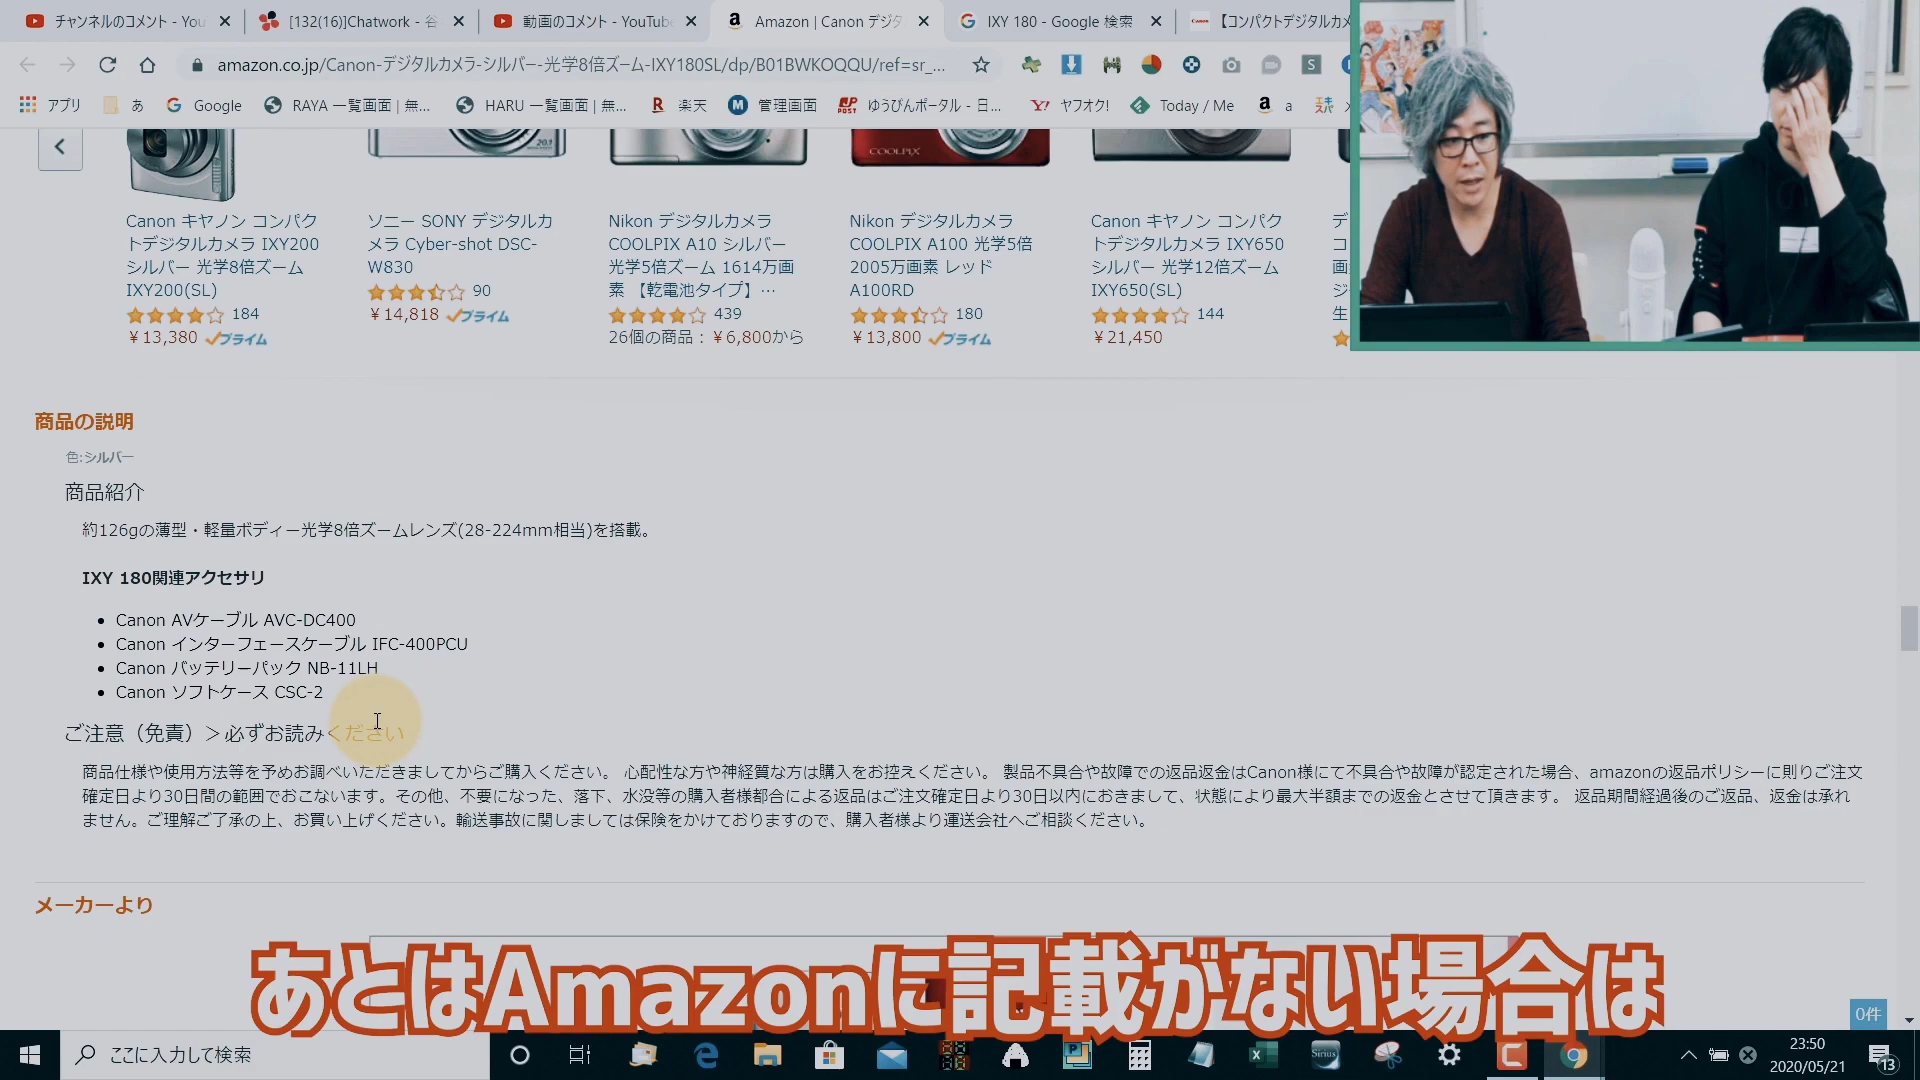 チャンネルのコメント - You
[132(16)]Chatwork - 谷
動画のコメント - YouTube
Amazon | Canon デジタ
IXY 180 - Google 検索
【コンパクトデジタルカメ
amazon.co.jp/Canon-デジタルカメラ-シルバー-光学8倍ズーム-IXY180SL/dp/B01BWKOQQU/ref=sr_...
アプリ
あ
Google
RAYA 一覧画面 | 無...
HARU 一覧画面 | 無...
楽天
管理画面
ゆうびんポータル - 日...
ヤフオク!
Today / Me
a
COOLPIX
20.1
Canon キヤノン コンパク
トデジタルカメラ IXY200
シルバー 光学8倍ズーム
IXY200(SL)
184
¥13,380 プライム
ソニー SONY デジタルカ
メラ Cyber-shot DSC-
W830
90
¥14,818 プライム
Nikon デジタルカメラ
COOLPIX A10 シルバー
光学5倍ズーム 1614万画
素 【乾電池タイプ】…
439
26個の商品:¥6,800から
Nikon デジタルカメラ
COOLPIX A100 光学5倍
2005万画素 レッド
A100RD
180
¥13,800 プライム
Canon キヤノン コンパク
トデジタルカメラ IXY650
シルバー 光学12倍ズーム
IXY650(SL)
144
¥21,450
デ
コ
画
ジ
生
商品の説明
色:シルバー
商品紹介
約126gの薄型・軽量ボディー光学8倍ズームレンズ(28-224mm相当)を搭載。
IXY 180関連アクセサリ
Canon AVケーブル AVC-DC400
Canon インターフェースケーブル IFC-400PCU
Canon バッテリーパック NB-11LH
Canon ソフトケース CSC-2
ご注意（免責）＞必ずお読みください
商品仕様や使用方法等を予めお調べいただきましてからご購入ください。 心配性な方や神経質な方は購入をお控えください。 製品不具合や故障での返品返金はCanon様にて不具合や故障が認定された場合、amazonの返品ポリシーに則りご注文
確定日より30日間の範囲でおこないます。その他、不要になった、落下、水没等の購入者様都合による返品はご注文確定日より30日以内におきまして、状態により最大半額までの返金とさせて頂きます。 返品期間経過後のご返品、返金は承れ
ません。ご理解ご了承の上、お買い上げください。輸送事故に関しましては保険をかけておりますので、購入者様より運送会社へご相談ください。
メーカーより
あとはAmazonに記載がない場合は
0件
ここに入力して検索
Sirius
23:50
2020/05/21
13